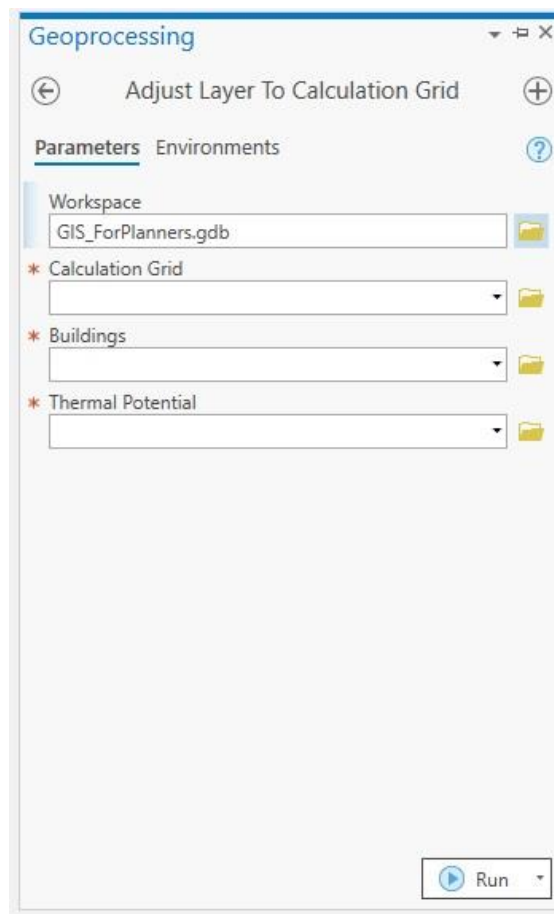 Geoprocessing
Adjust Layer To Calculation Grid
Parameters Environments
Workspace
GIS_ForPlanners.gdb
* Calculation Grid
* Buildings
* Thermal Potential
Run